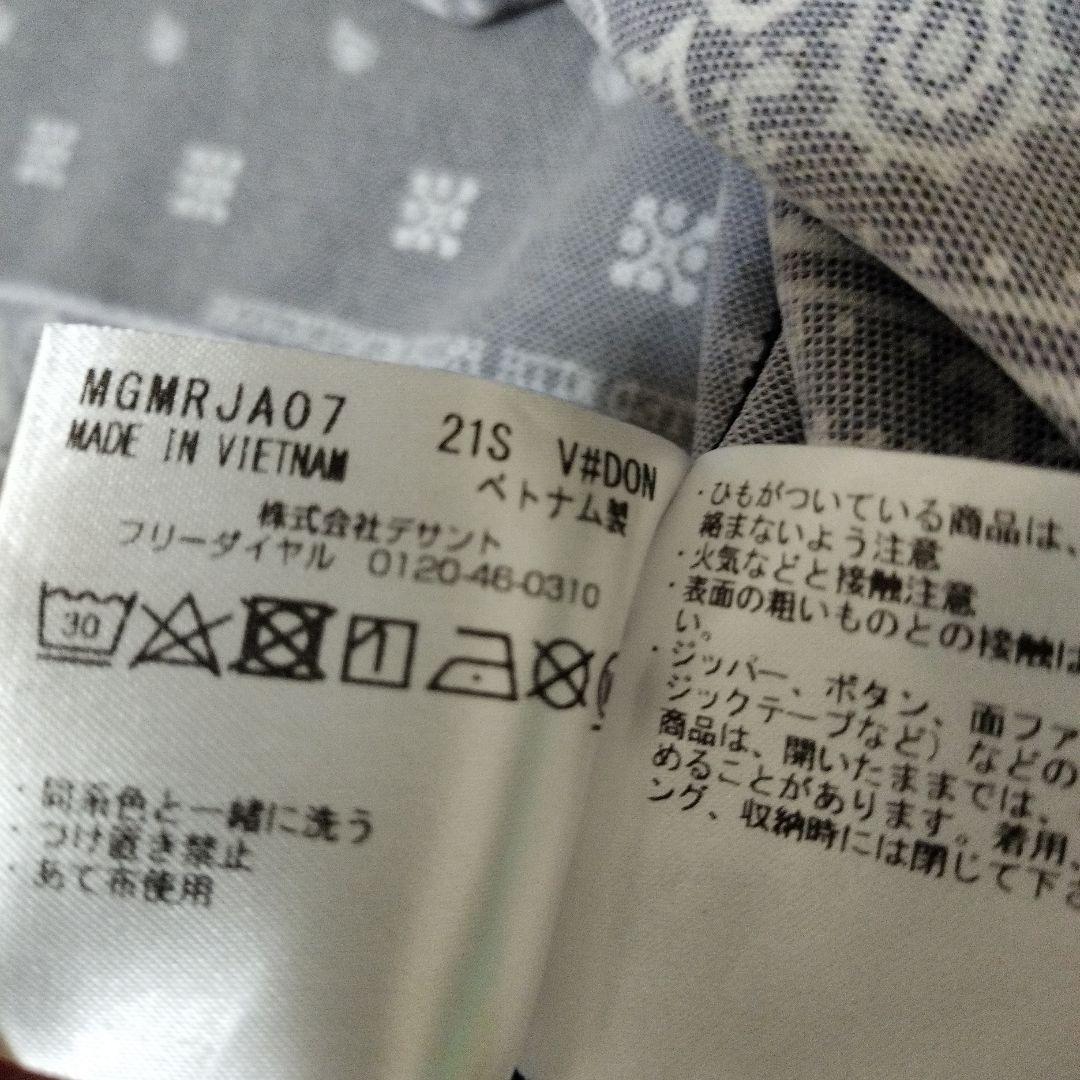 MGMRJA07 21S V#DON
MADE IN VIETNAM ベトナム製
株式会社デサント
フリーダイヤル 0120-46-0310
30
・同系色と一緒に洗う
・つけ置き禁止
・あて布使用
・ひもがついている商品は、
絡まないよう注意
・火気などと接触注意
・表面の粗いものとの接触は
い。
・ジッパー、ボタン、面ファ
ジックテープなど）などの
商品は、開いたままでは、
めることがあります。着用、
ング、収納時には閉じて下さ